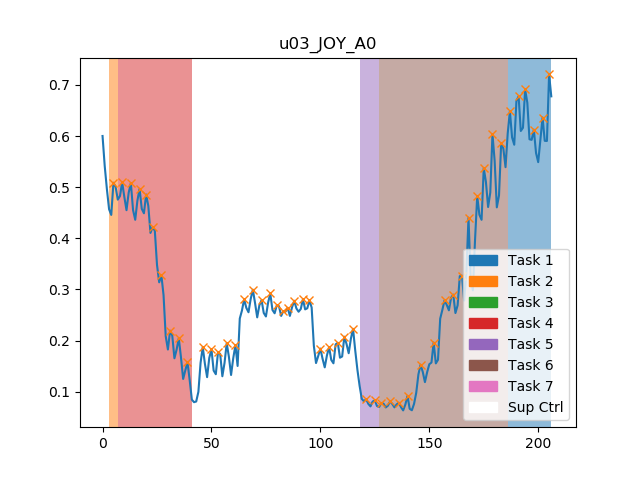 u03_JOY_A0
0.7
0.6
0.5
0.4
0.3
0.2
0.1
0 50 100 150 200
Task 1
Task 2
Task 3
Task 4
Task 5
Task 6
Task 7
Sup Ctrl